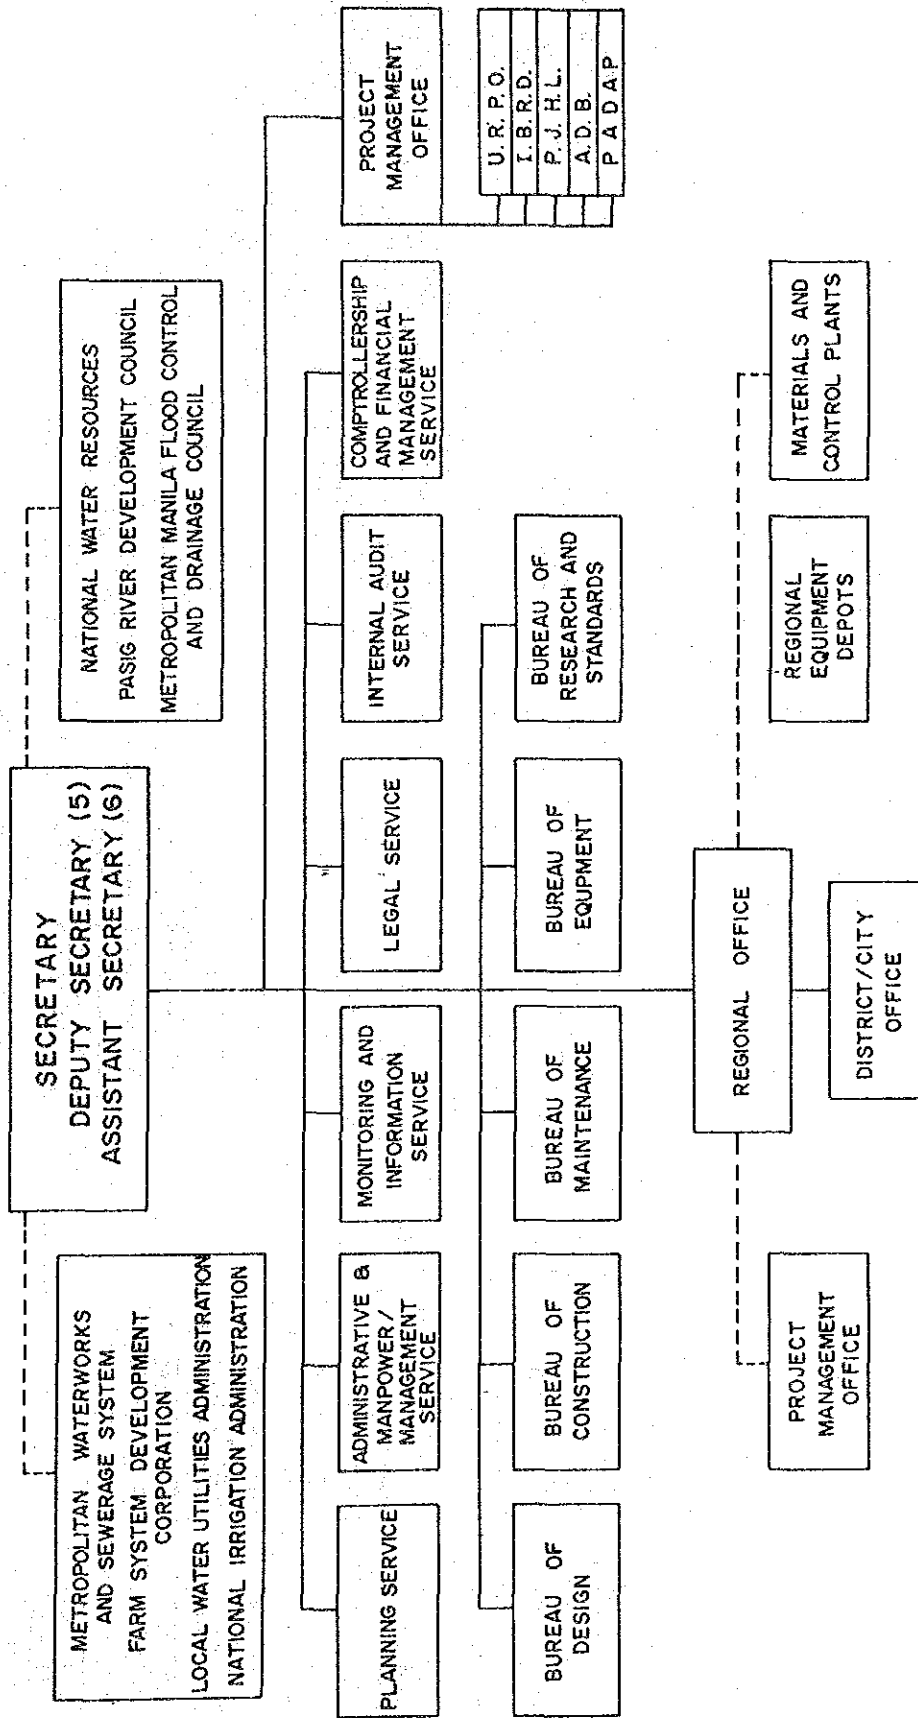 SECRETARY
DEPUTY SECRETARY (5)
ASSISTANT SECRETARY (6)
METROPOLITAN WATERWORKS
AND SEWERAGE SYSTEM
FARM SYSTEM DEVELOPMENT
CORPORATION
LOCAL WATER UTILITIES ADMINISTRATION
NATIONAL IRRIGATION ADMINISTRATION
NATIONAL WATER RESOURCES
PASIG RIVER DEVELOPMENT COUNCIL
METROPOLITAN MANILA FLOOD CONTROL
AND DRAINAGE COUNCIL
PLANNING SERVICE
ADMINISTRATIVE &
MANPOWER/
MANAGEMENT
SERVICE
MONITORING AND
INFORMATION
SERVICE
LEGAL SERVICE
INTERNAL AUDIT
SERVICE
COMPTROLLERSHIP
AND FINANCIAL
MANAGEMENT
SERVICE
PROJECT
MANAGEMENT
OFFICE
U. R. P. O.
I. B. R. D.
P. J. H. L.
A. D. B.
P A D A P
BUREAU OF
DESIGN
BUREAU OF
CONSTRUCTION
BUREAU OF
MAINTENANCE
BUREAU OF
EQUPMENT
BUREAU OF
RESEARCH AND
STANDARDS
REGIONAL OFFICE
PROJECT
MANAGEMENT
OFFICE
DISTRICT/CITY
OFFICE
REGIONAL
EQUIPMENT
DEPOTS
MATERIALS AND
CONTROL PLANTS